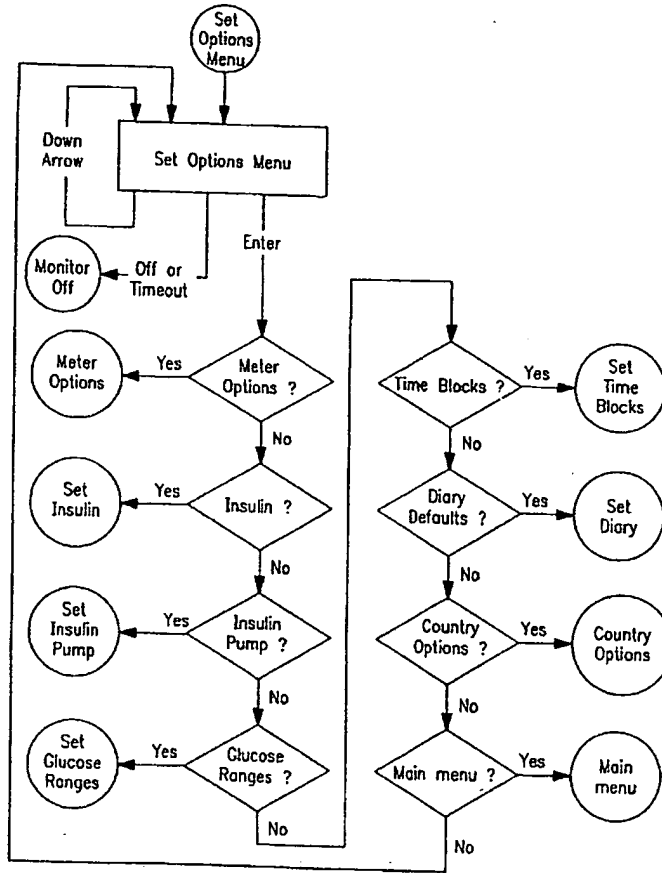 Set
Options
Menu
Down
Arrow
Set Options Menu
Enter
Monitor
Off
Off or
Timeout
Meter
Options
Yes
Meter
Options ?
No
Set
Insulin
Yes
Insulin ?
No
Set
Insulin
Pump
Yes
Insulin
Pump ?
No
Set
Glucose
Ranges
Yes
Glucose
Ranges ?
No
Time Blocks ?
Yes
Set
Time
Blocks
No
Diary
Defaults ?
Yes
Set
Diary
No
Country
Options ?
Yes
Country
Options
No
Main menu ?
Yes
Main
menu
No